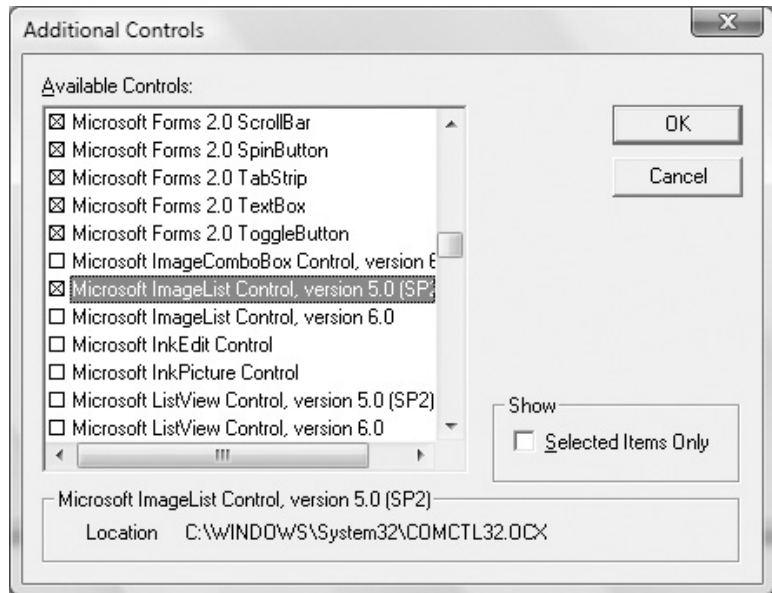 Additional Controls
X
Available Controls:
Microsoft Forms 2.0 ScrollBar
Microsoft Forms 2.0 SpinButton
Microsoft Forms 2.0 TabStrip
Microsoft Forms 2.0 TextBox
Microsoft Forms 2.0 ToggleButton
Microsoft ImageComboBox Control, version 6
Microsoft ImageList Control, version 5.0 (SP2
Microsoft ImageList Control, version 6.0
Microsoft InkEdit Control
Microsoft InkPicture Control
Microsoft ListView Control, version 5.0 (SP2)
Microsoft ListView Control, version 6.0
OK
Cancel
Show
Selected Items Only
Microsoft ImageList Control, version 5.0 (SP2)
Location C:\WINDOWS\System32\COMCTL32.OCX